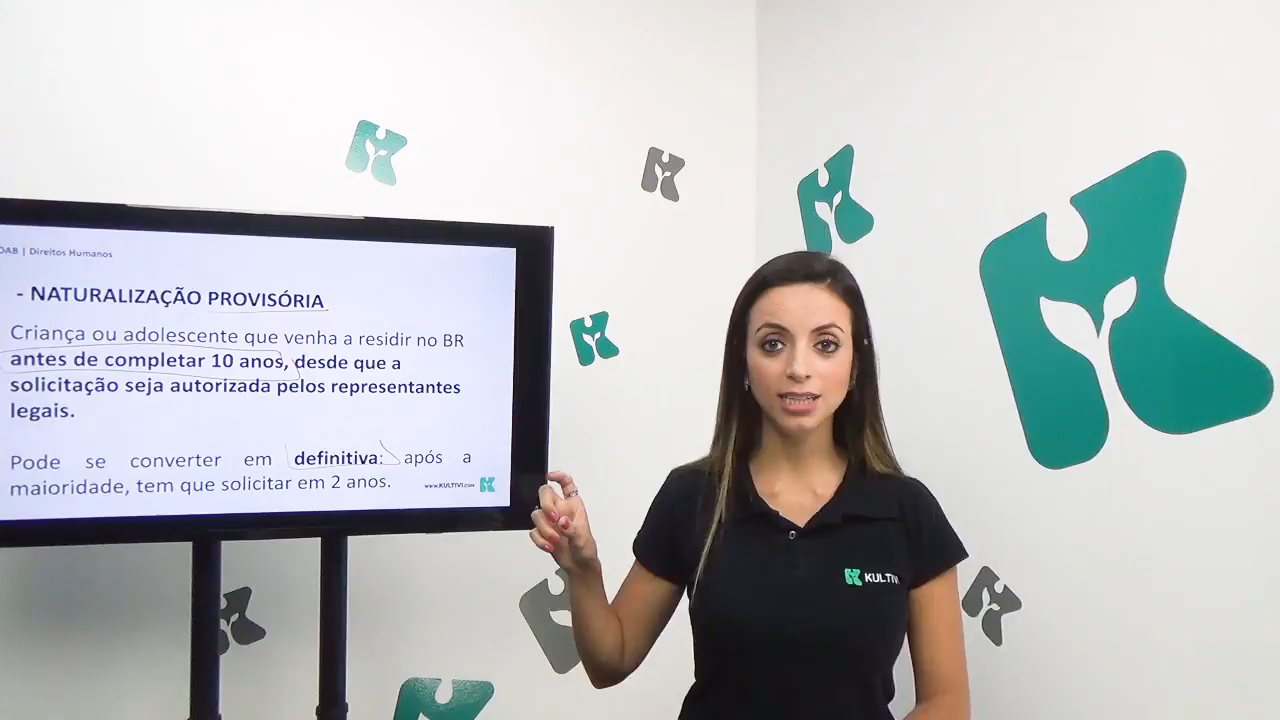 OAB | Direitos Humanos
- NATURALIZAÇÃO PROVISÓRIA
Criança ou adolescente que venha a residir no BR
antes de completar 10 anos, desde que a
solicitação seja autorizada pelos representantes
legais.
Pode se converter em definitiva: após a
maioridade, tem que solicitar em 2 anos.
www.KULTIVI.com
KULTIVI